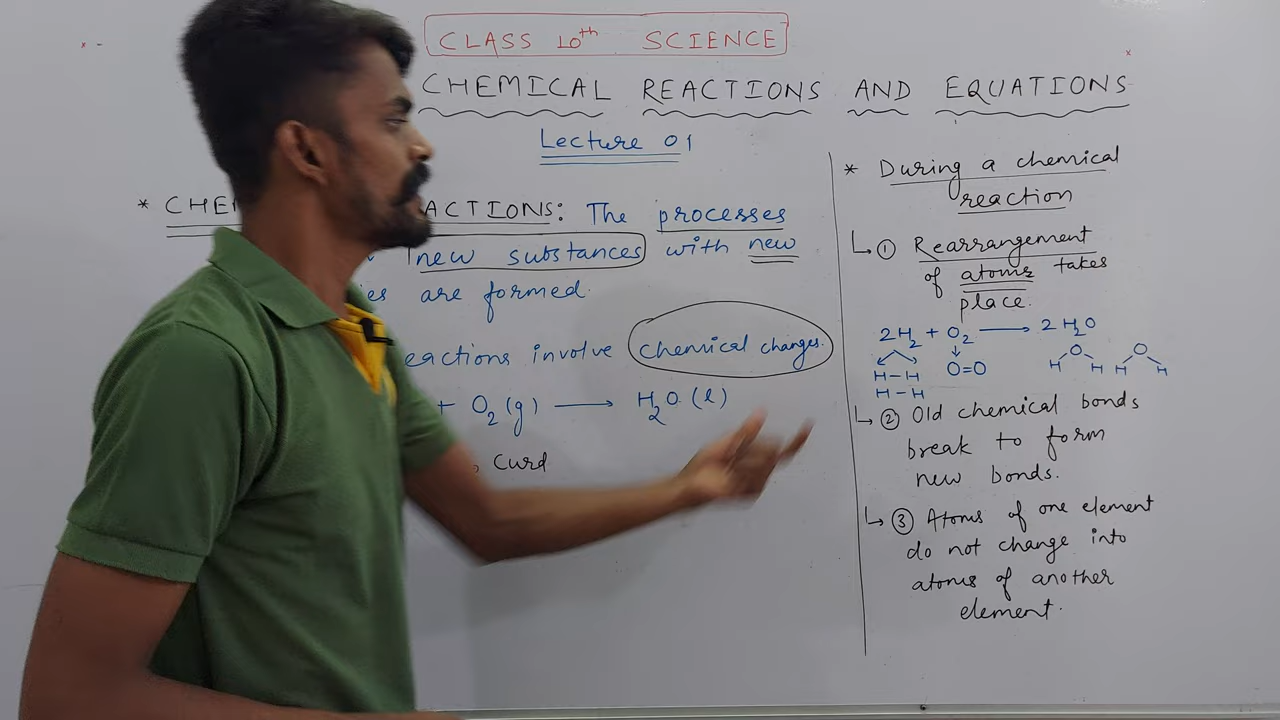 CLASS 10th SCIENCE
CHEMICAL REACTIONS AND EQUATIONS
Lecture 01
* CHE ACTIONS: The processes
new substances with new
ies are formed.
eactions involve chemical changes.
+ O2 (g) ⟶ H2O (l)
, Curd
* During a chemical
reaction
① Rearrangement
of atoms takes
place.
2H2 + O2 ⟶ 2H2O
H-H O=O O H H O H H
H-H
② Old chemical bonds
break to form
new bonds.
③ Atoms of one element
do not change into
atoms of another
element.